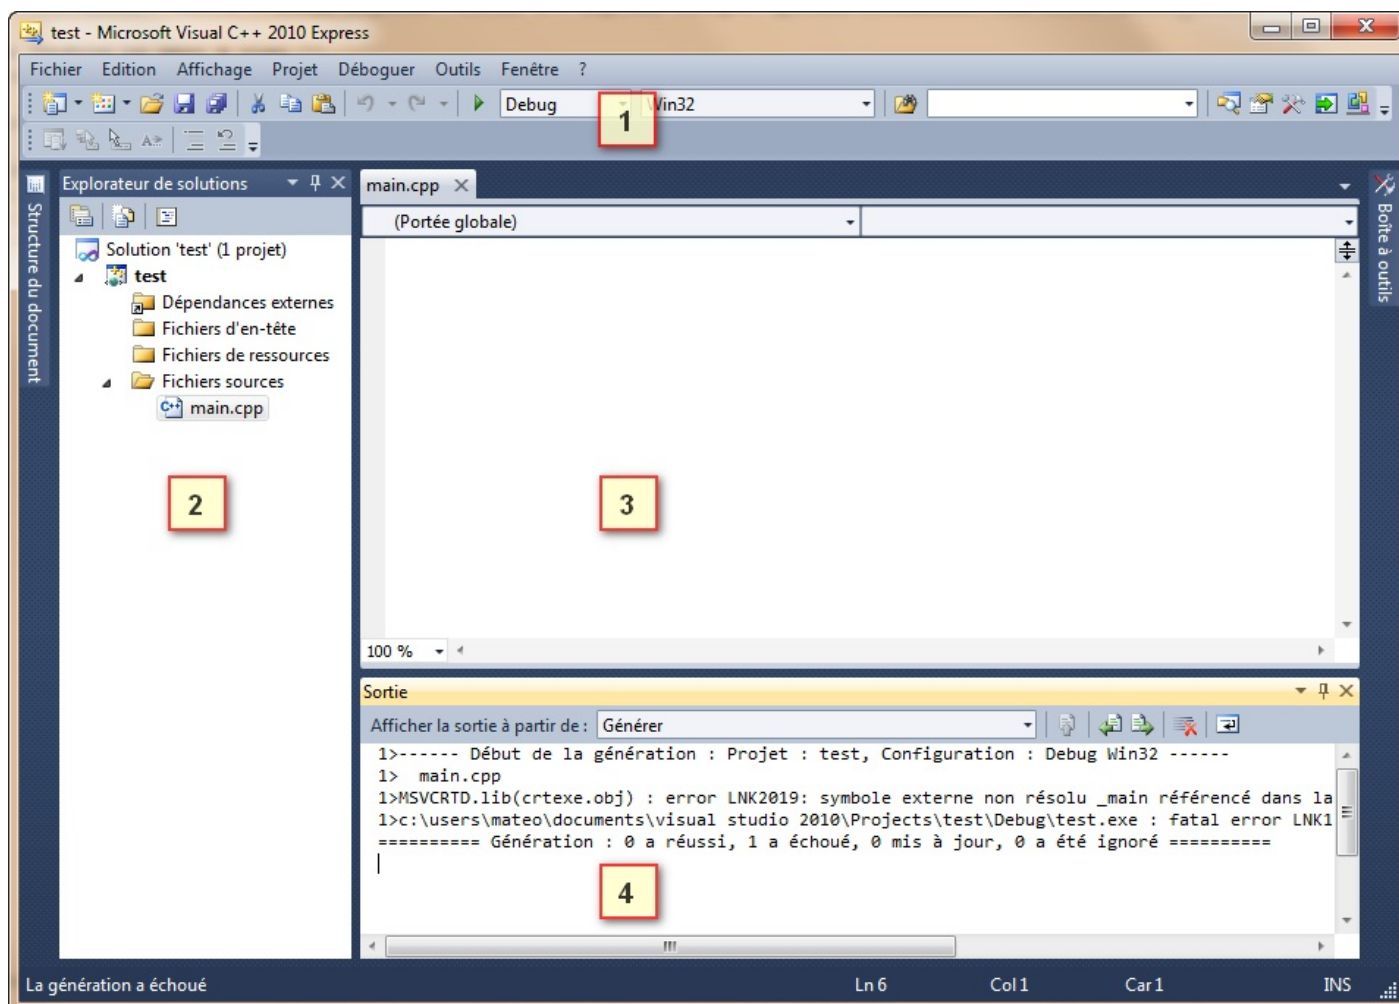 test - Microsoft Visual C++ 2010 Express
Fichier Edition Affichage Projet Déboguer Outils Fenêtre ?
Debug Win32
1
Structure du document
Explorateur de solutions
Solution 'test' (1 projet)
test
Dépendances externes
Fichiers d'en-tête
Fichiers de ressources
Fichiers sources
C++ main.cpp
2
main.cpp
(Portée globale)
3
100 %
Boîte à outils
Sortie
Afficher la sortie à partir de : Générer
1>------ Début de la génération : Projet : test, Configuration : Debug Win32 ------
1> main.cpp
1>MSVCRTD.lib(crtexe.obj) : error LNK2019: symbole externe non résolu _main référencé dans la
1>c:\users\mateo\documents\visual studio 2010\Projects\test\Debug\test.exe : fatal error LNK1
========== Génération : 0 a réussi, 1 a échoué, 0 mis à jour, 0 a été ignoré ==========
4
La génération a échoué Ln 6 Col 1 Car 1 INS